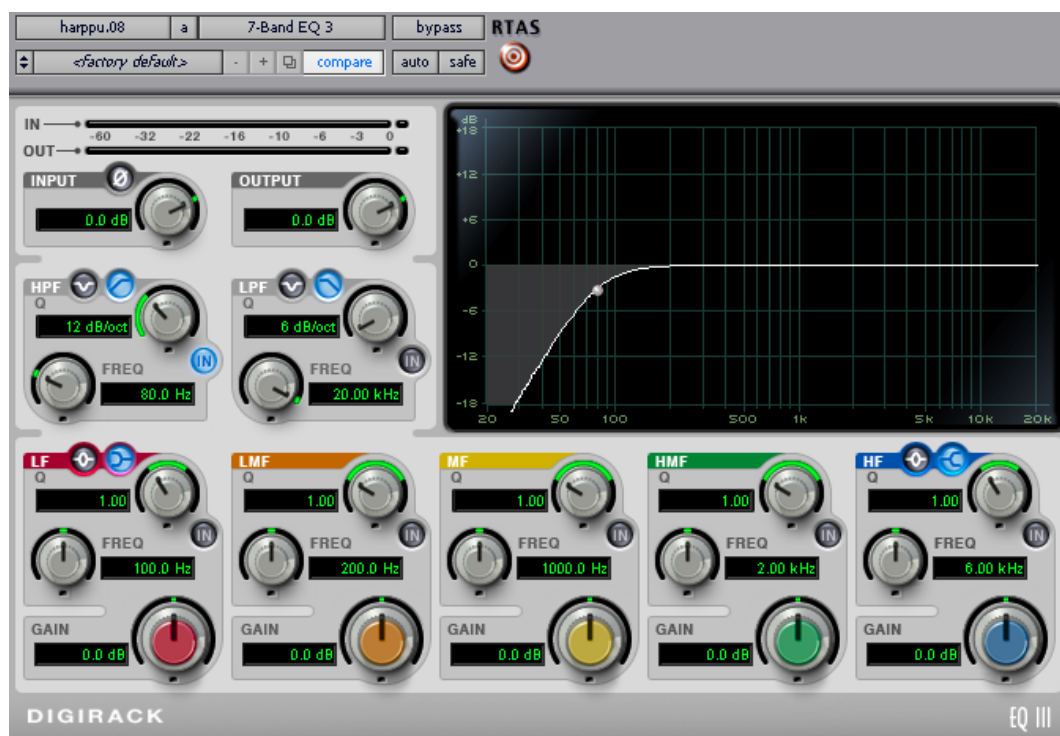 harppu.08 a 7-Band EQ 3 bypass RTAS
<factory default> - + compare auto safe
IN -60 -32 -22 -16 -10 -6 -3 0
OUT
INPUT Ø OUTPUT
0.0 dB 0.0 dB
HPF LPF
Q Q
12 dB/oct 6 dB/oct
IN IN
FREQ FREQ
80.0 Hz 20.00 kHz
dB
+18
+12
+6
0
-6
-12
-18
20 50 100 500 1k 5k 10k 20k
LF LMF MF HMF HF
Q Q Q Q Q
1.00 1.00 1.00 1.00 1.00
IN IN IN IN IN
FREQ FREQ FREQ FREQ FREQ
100.0 Hz 200.0 Hz 1000.0 Hz 2.00 kHz 6.00 kHz
GAIN GAIN GAIN GAIN GAIN
0.0 dB 0.0 dB 0.0 dB 0.0 dB 0.0 dB
DIGIRACK EQ III